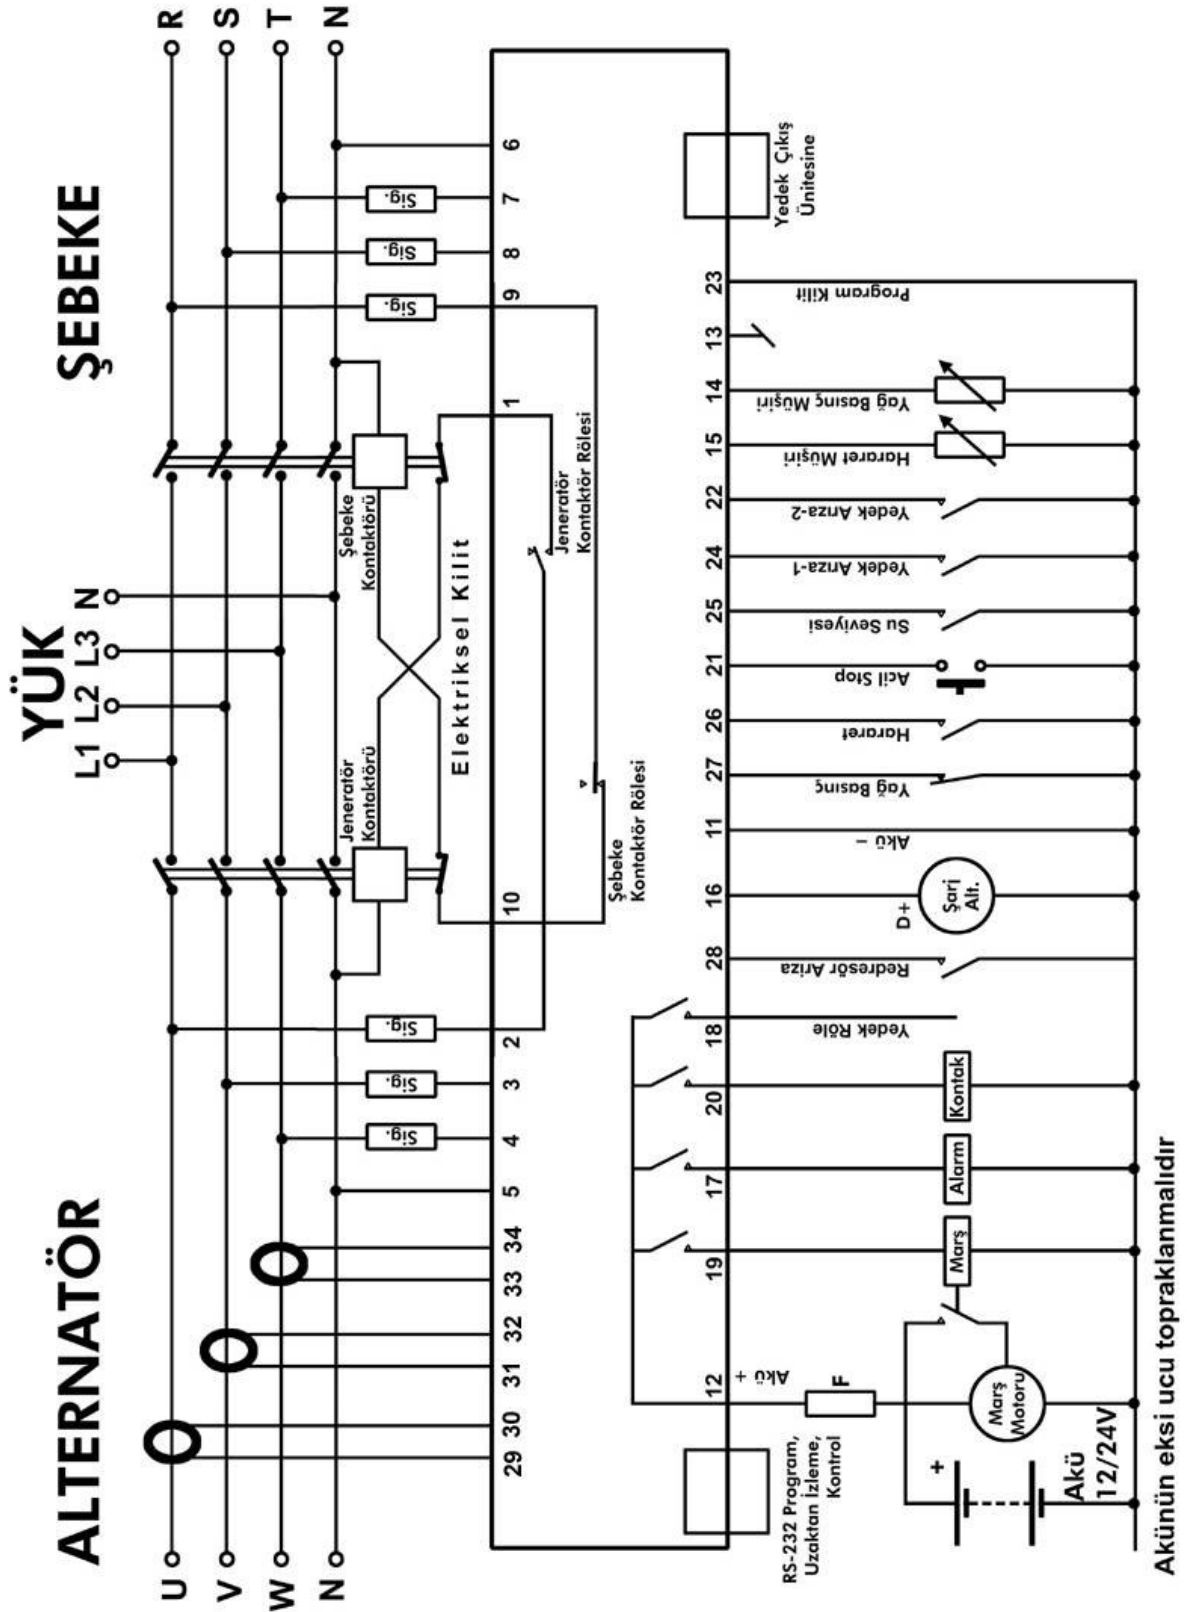 ALTERNATÖR
YÜK
ŞEBEKE
U
V
W
N
L1
L2
L3
N
R
S
T
N
Jeneratör
Kontaktörü
Şebeke
Kontaktörü
Elektriksel Kilit
Sig.
Sig.
Sig.
Sig.
Sig.
Sig.
29
30
31
32
33
34
5
4
3
2
10
1
9
8
7
6
Jeneratör
Kontaktör Rölesi
Şebeke
Kontaktör Rölesi
RS-232 Program,
Uzaktan İzleme,
Kontrol
Yedek Çıkış
Ünitesine
12
19
17
20
18
28
16
11
27
26
21
25
24
22
15
14
13
23
Akü +
F
Yedek Röle
Redresör Ariza
D+
Akü –
Yağ Basınç
Hararet
Acil Stop
Su Seviyesi
Yedek Arıza-1
Yedek Arıza-2
Hararet Müşiri
Yağ Basınç Müşiri
Program Kilit
Marş
Alarm
Kontak
Şarj
Alt.
Marş
Motoru
+
Akü
12/24V
Akünün eksi ucu topraklanmalıdır